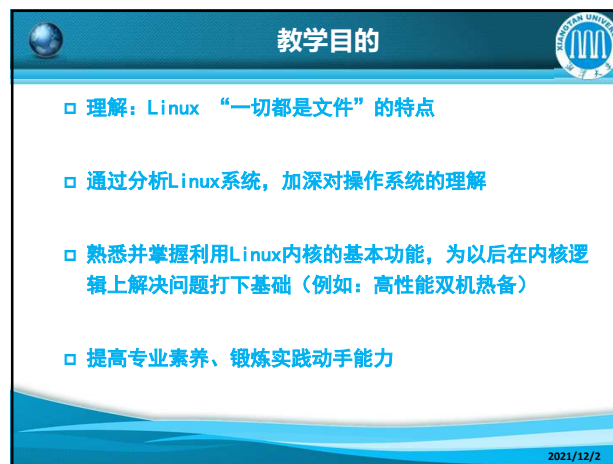 教学目的
XIANGTAN UNIVER
理解：Linux “一切都是文件”的特点
通过分析Linux系统，加深对操作系统的理解
熟悉并掌握利用Linux内核的基本功能，为以后在内核逻
辑上解决问题打下基础（例如：高性能双机热备）
提高专业素养、锻炼实践动手能力
2021/12/2